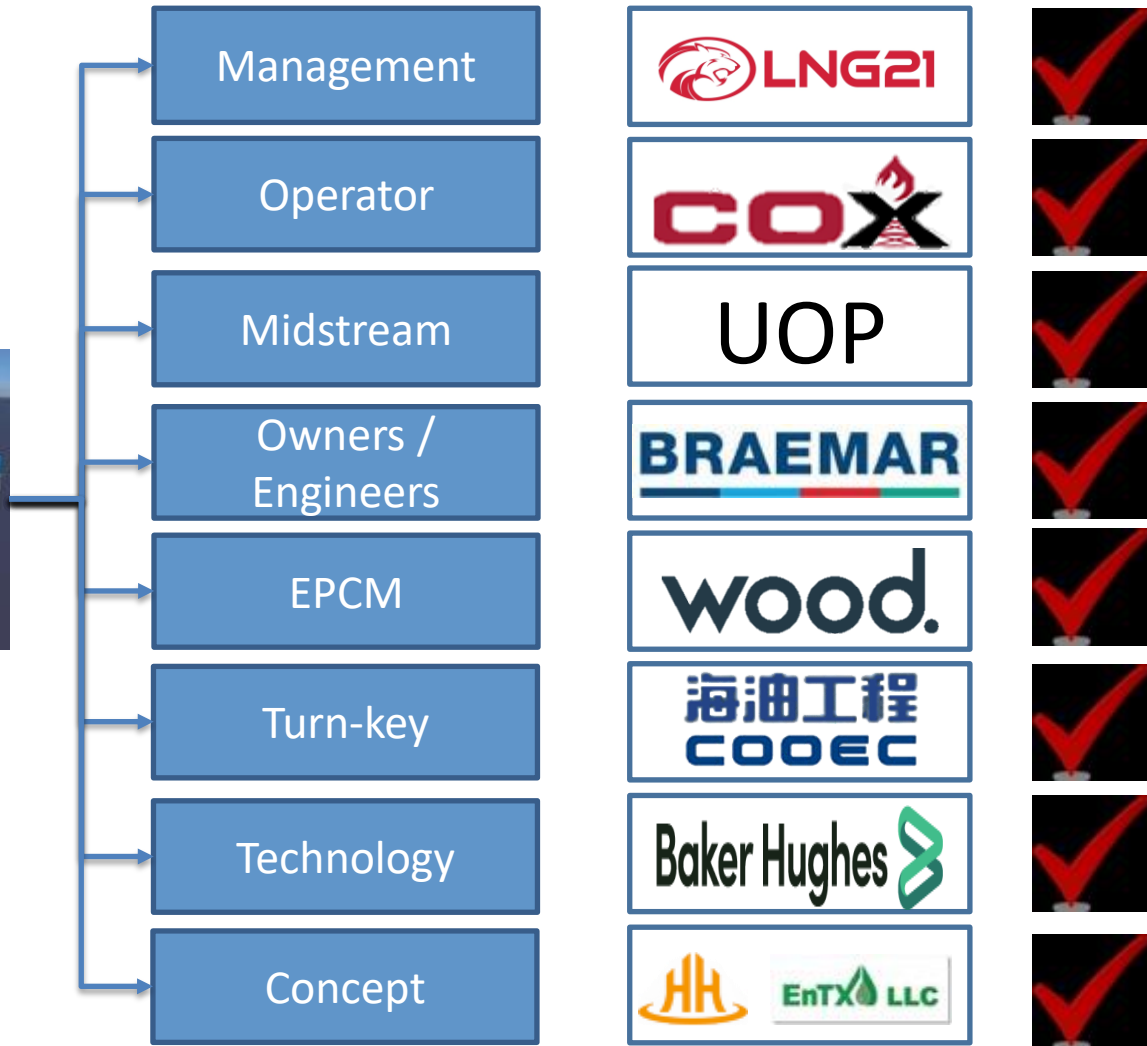 Management
LNG21
Operator
COX
Midstream
UOP
Owners /
Engineers
BRAEMAR
EPCM
wood.
Turn-key
海油工程
COOEC
Technology
Baker Hughes
Concept
HH
EnTX LLC